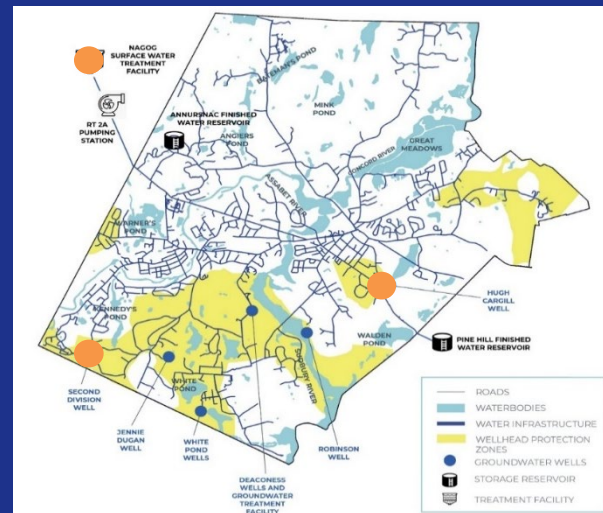 NAGOG
SURFACE WATER
TREATMENT
FACILITY
RT 2A
PUMPING
STATION
ANNURSNAC FINISHED
WATER RESERVOIR
ANGIERS
POND
BATEMAN'S POND
MINK
POND
GREAT
MEADOWS
CONCORD RIVER
ASSABET RIVER
WARNER'S
POND
KENNEDY'S
POND
HUGH
CARGILL
WELL
WALDEN
POND
PINE HILL FINISHED
WATER RESERVOIR
SUDBURY RIVER
WHITE
POND
SECOND
DIVISION
WELL
JENNIE
DUGAN
WELL
WHITE
POND
WELLS
ROBINSON
WELL
DEACONESS
WELLS AND
GROUNDWATER
TREATMENT
FACILITY
ROADS
WATERBODIES
WATER INFRASTRUCTURE
WELLHEAD PROTECTION
ZONES
GROUNDWATER WELLS
STORAGE RESERVOIR
TREATMENT FACILITY